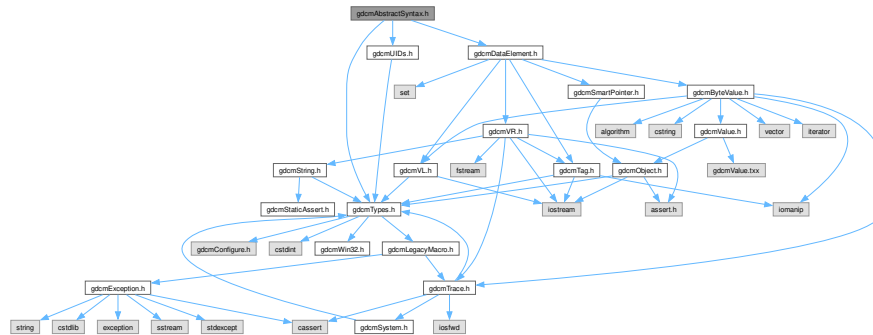 gdcmAbstractSyntax.h
gdcmUIDs.h
gdcmDataElement.h
set
gdcmSmartPointer.h
gdcmByteValue.h
gdcmVR.h
algorithm
cstring
gdcmValue.h
vector
iterator
gdcmString.h
gdcmVL.h
fstream
gdcmTag.h
gdcmObject.h
gdcmValue.txx
gdcmStaticAssert.h
gdcmTypes.h
iostream
assert.h
iomanip
gdcmConfigure.h
cstdint
gdcmWin32.h
gdcmLegacyMacro.h
gdcmException.h
gdcmTrace.h
string
cstdlib
exception
sstream
stdexcept
cassert
gdcmSystem.h
iosfwd